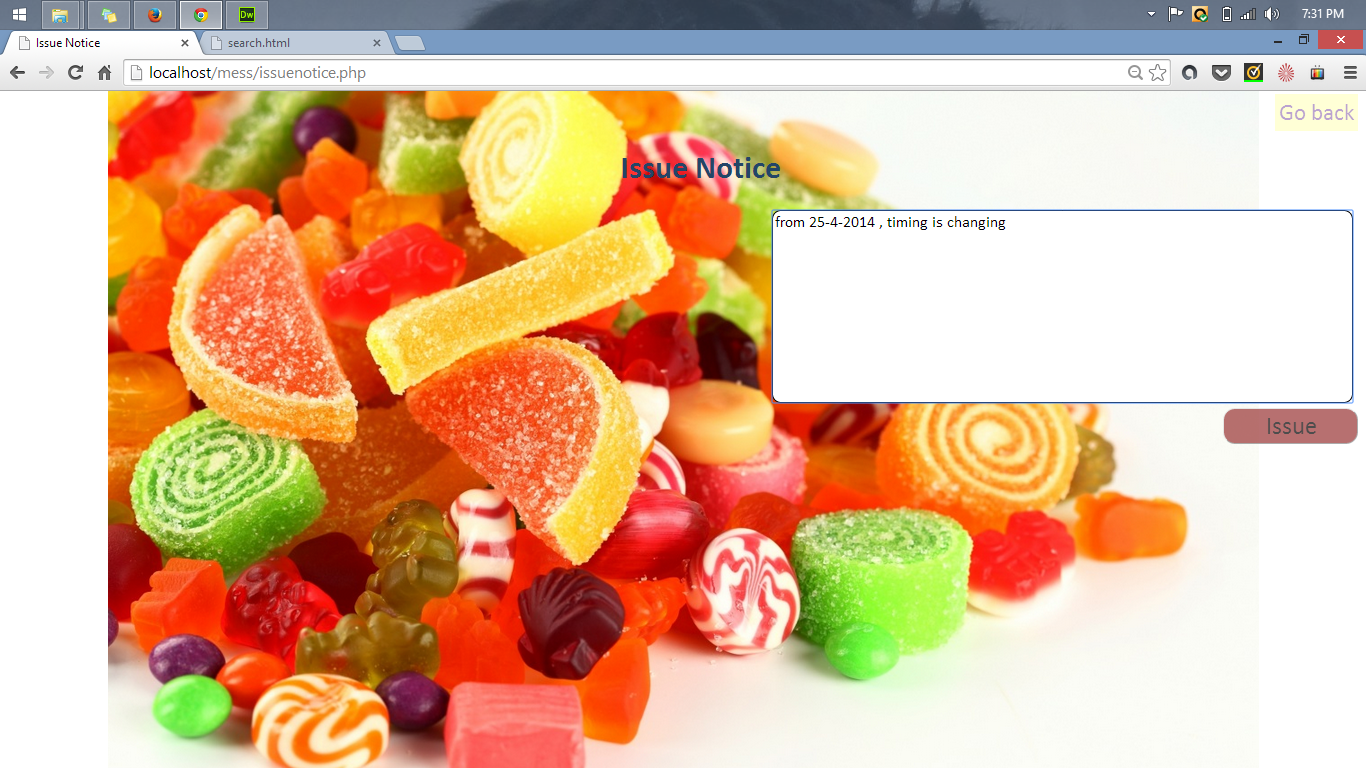 Dw
7:31 PM
Issue Notice
search.html
localhost/mess/issuenotice.php
Go back
Issue Notice
from 25-4-2014 , timing is changing
Issue